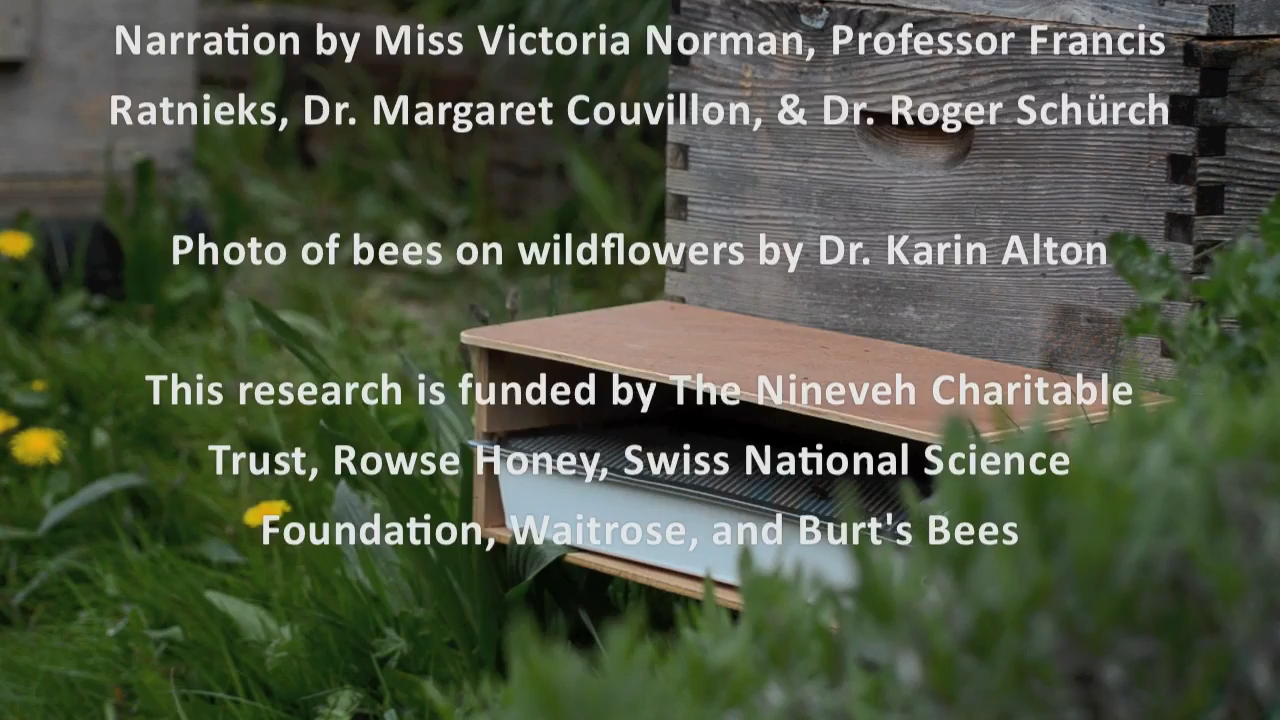 Narration by Miss Victoria Norman, Professor Francis
Ratnieks, Dr. Margaret Couvillon, & Dr. Roger Schürch
Photo of bees on wildflowers by Dr. Karin Alton
This research is funded by The Nineveh Charitable
Trust, Rowse Honey, Swiss National Science
Foundation, Waitrose, and Burt's Bees